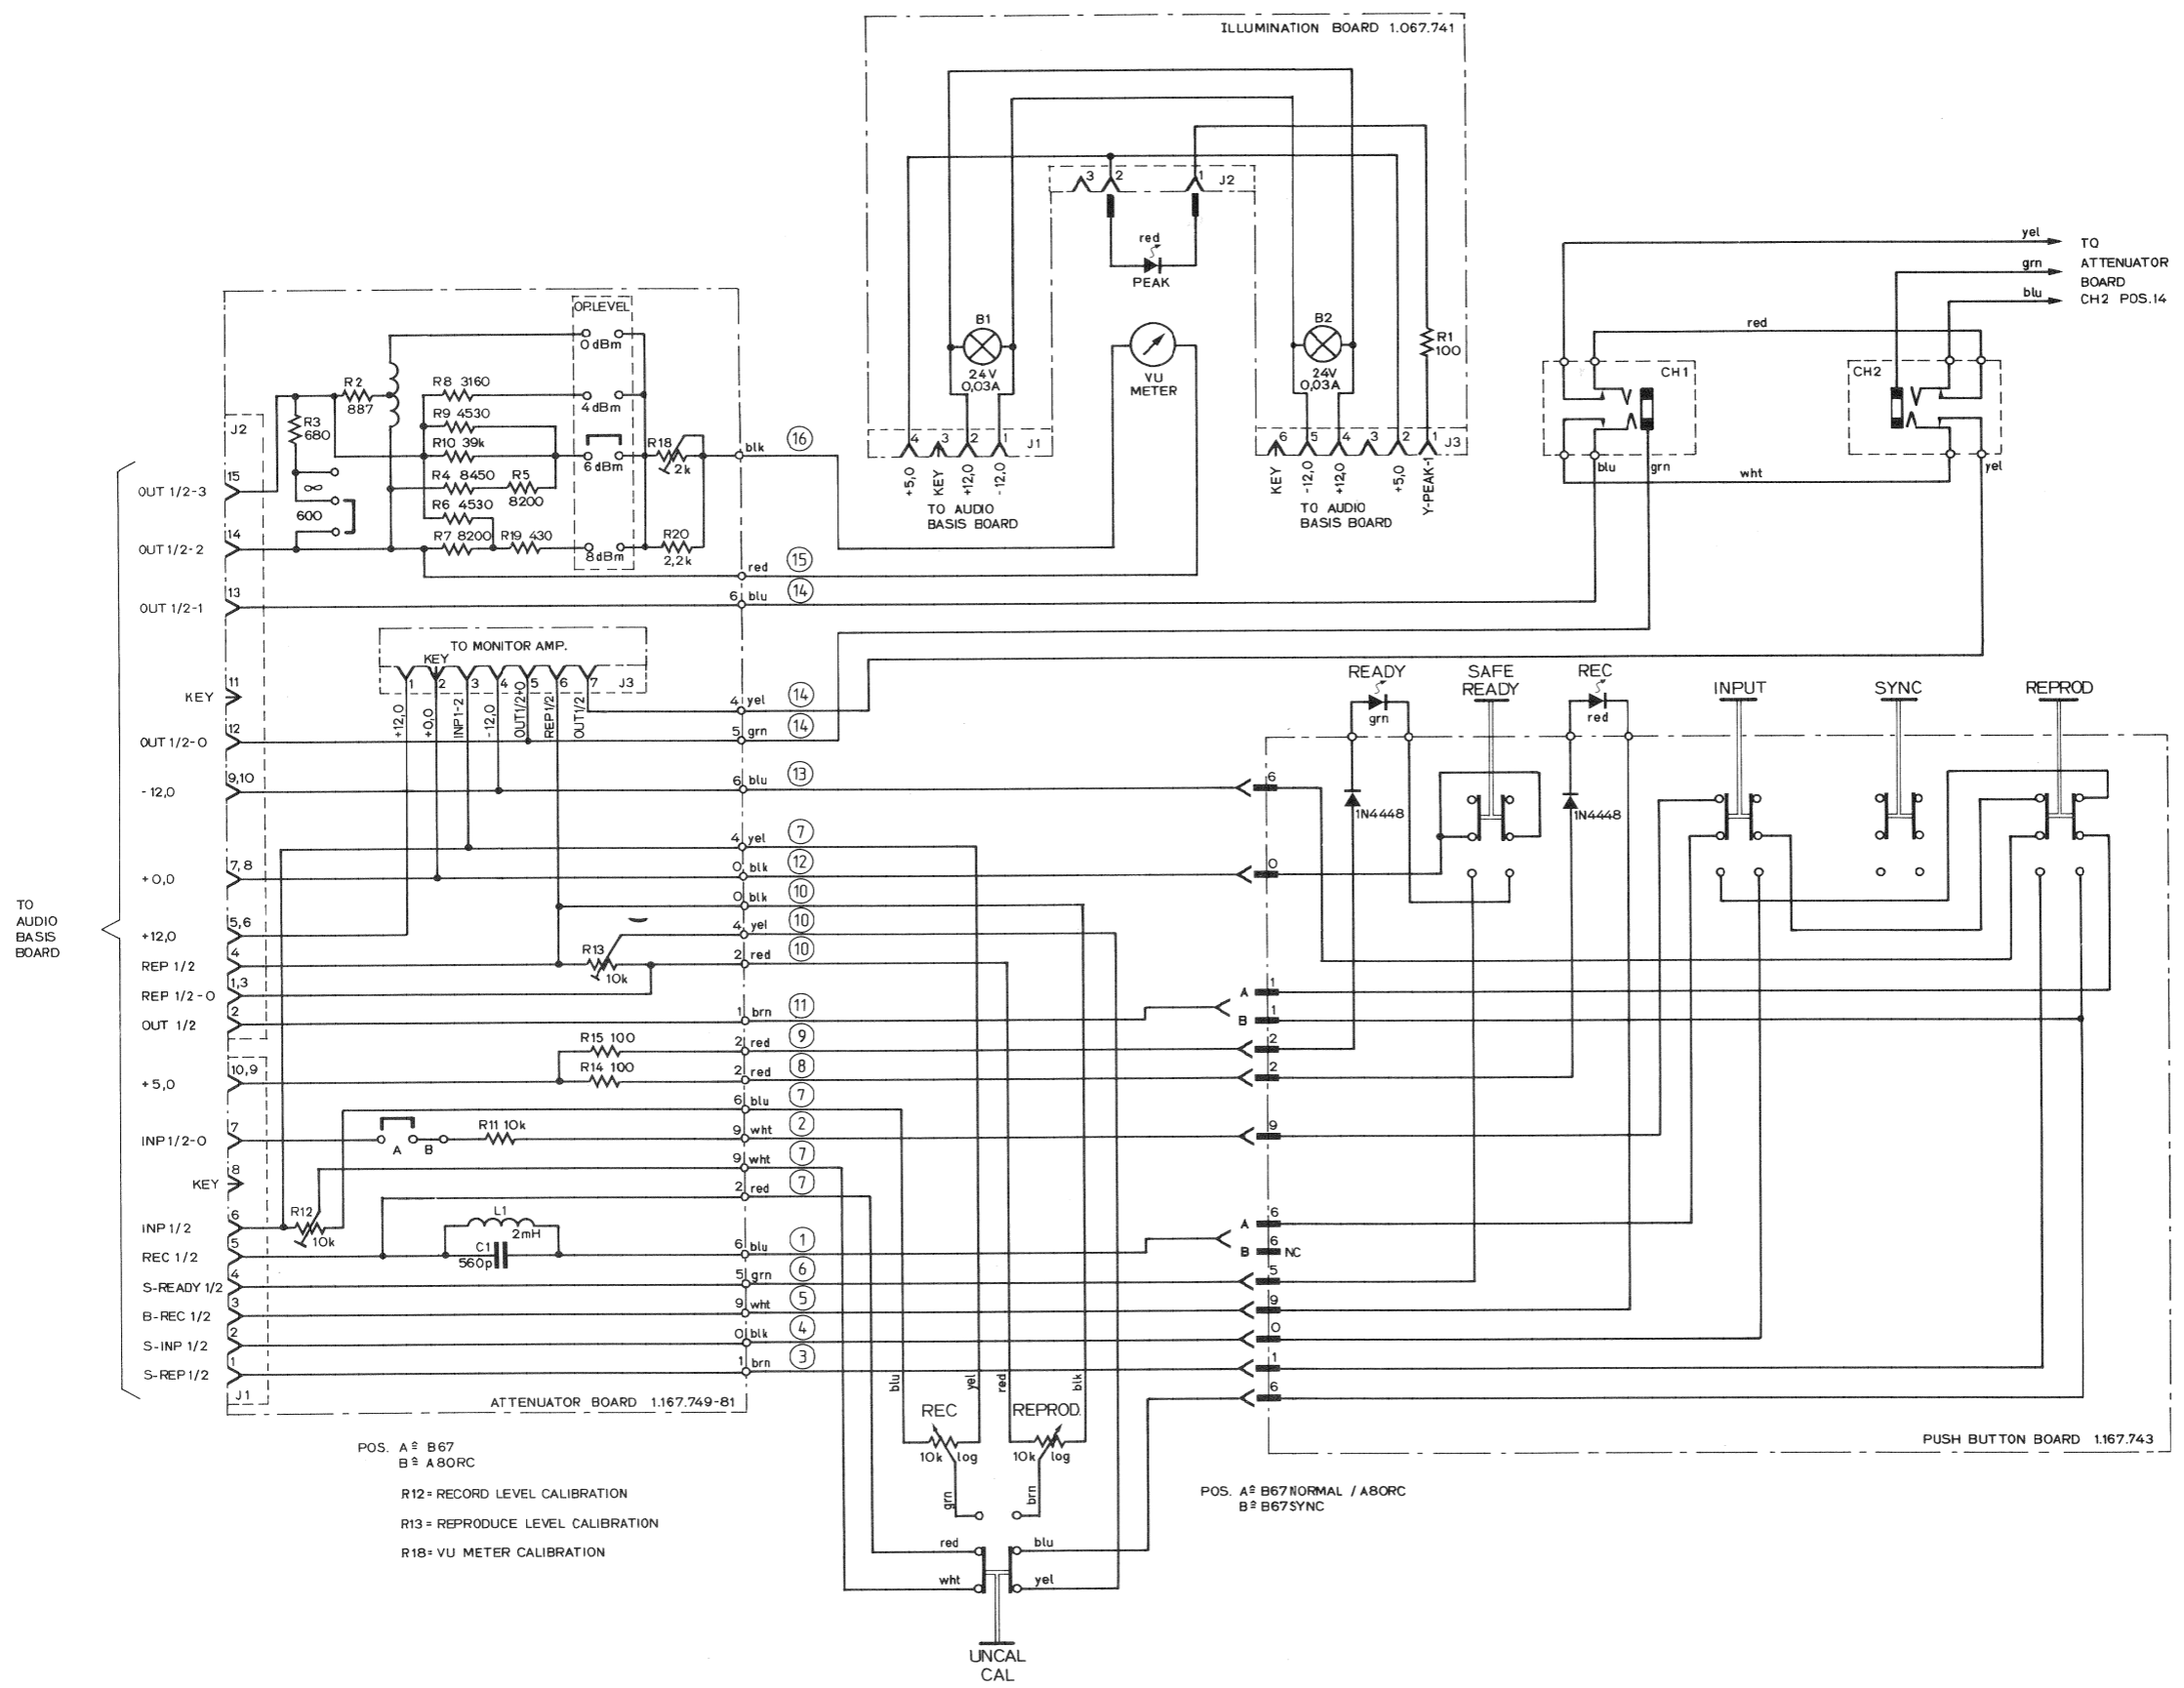 ILLUMINATION BOARD 1.067.741
3
2
1
J2
red
PEAK
B1
24V
0,03A
VU
METER
B2
24V
0,03A
R1
100
4
3
2
1
J1
+5,0
KEY
+12,0
-12,0
TO AUDIO
BASIS BOARD
6
5
4
3
2
1
J3
KEY
-12,0
+12,0
+5,0
Y-PEAK-1
TO AUDIO
BASIS BOARD
yel
grn
blu
TO
ATTENUATOR
BOARD
CH2 POS.14
red
CH1
CH2
blu
grn
wht
yel
OP.LEVEL
0 dBm
4 dBm
6 dBm
8 dBm
R2
887
R3
680
R8 3160
R9 4530
R10 39k
R4 8450
R5
8200
R6 4530
R7 8200
R19 430
R18
2k
R20
2,2k
∞
600
J2
TO
AUDIO
BASIS
BOARD
OUT 1/2-3
15
OUT 1/2-2
14
OUT 1/2-1
13
KEY
11
OUT 1/2-0
12
-12,0
9,10
+0,0
7,8
+12,0
5,6
REP 1/2
4
REP 1/2-0
1,3
OUT 1/2
2
+5,0
10,9
INP 1/2-0
7
KEY
8
INP 1/2
6
REC 1/2
5
S-READY 1/2
4
B-REC 1/2
3
S-INP 1/2
2
S-REP 1/2
1
J1
TO MONITOR AMP.
KEY
1
2
3
4
5
6
7
J3
+12,0
+0,0
INP1-2
-12,0
OUT1/2+0
REP1/2
OUT1/2
R13
10k
R15 100
R14 100
A
B
R11 10k
R12
10k
L1
2mH
C1
560p
blk
16
red
15
6 blu
14
4 yel
14
5 grn
14
6 blu
13
4 yel
7
0 blk
12
0 blk
10
4 yel
10
2 red
10
1 brn
11
2 red
9
2 red
8
6 blu
7
9 wht
2
9 wht
7
2 red
7
6 blu
1
5 grn
6
9 wht
5
0 blk
4
1 brn
3
ATTENUATOR BOARD 1.167.749-81
READY
grn
SAFE
READY
REC
red
INPUT
SYNC
REPROD
1N4448
1N4448
6
0
A
1
B
1
2
2
9
A
6
B
6
NC
5
9
0
1
6
PUSH BUTTON BOARD 1.167.743
blu
yel
red
blk
REC
REPROD.
10k log
10k log
grn
brn
red
blu
wht
yel
UNCAL
CAL
POS. A≙ B67
B≙ A80RC
R12= RECORD LEVEL CALIBRATION
R13= REPRODUCE LEVEL CALIBRATION
R18= VU METER CALIBRATION
POS. A≙ B67 NORMAL / A80RC
B≙ B67 SYNC